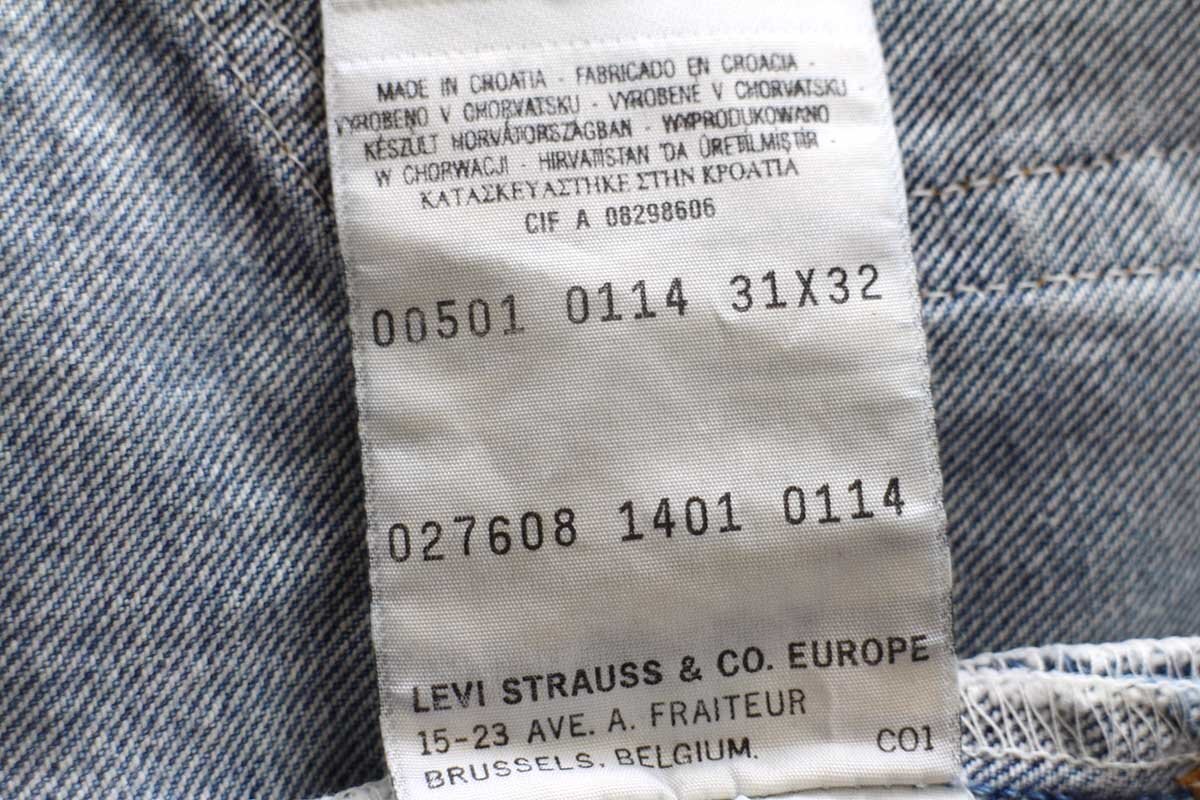 MADE IN CROATIA - FABRICADO EN CROACIA -
VYROBENO V CHORVATSKU - VYROBENÉ V CHORVATSKU -
KÉSZÜLT HORVÁTORSZÁGBAN - WYPRODUKOWANO
W CHORWACJI - HIRVATISTAN 'DA ÜRETILMIŞTIR -
ΚΑΤΑΣΚΕΥΑΣΤΗΚΕ ΣΤΗΝ ΚΡΟΑΤΙΑ
CIF A 08298606
00501 0114 31X32
027608 1401 0114
LEVI STRAUSS & CO. EUROPE
15-23 AVE. A. FRAITEUR
BRUSSELS, BELGIUM. CO1